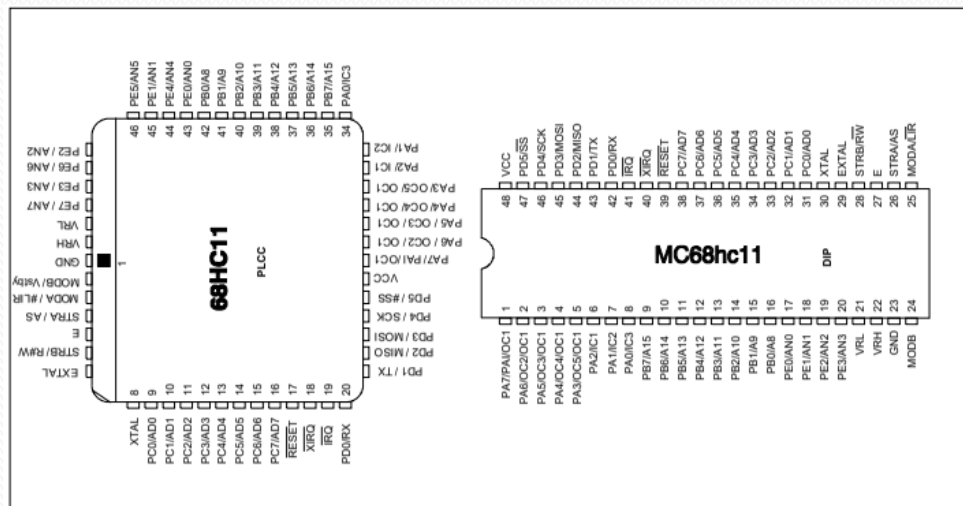 PE5/AN5
PE1/AN1
PE4/AN4
PE0/AN0
PB0/A8
PB1/A9
PB2/A10
PB3/A11
PB4/A12
PB5/A13
PB6/A14
PB7/A15
PA0/IC3
46
45
44
43
42
41
40
39
38
37
36
35
34
PE2 / AN2
PE6 / AN6
PE3 / AN3
PE7 / AN7
VRL
VRH
GND
MODB/ Vstby
MODA / #LIR
STRA / AS
E
STRB/ R#W
EXTAL
1
68HC11
PLCC
PA1/ IC2
PA2/ IC1
PA3/ OC5/ OC1
PA4/ OC4/ OC1
PA5 / OC3 / OC1
PA6 / OC2 / OC1
PA7/ PAI/ OC1
VCC
PD5 / #SS
PD4 / SCK
PD3 / MOSI
PD2 / MISO
PD1 / TX
8
9
10
11
12
13
14
15
16
17
18
19
20
XTAL
PC0/AD0
PC1/AD1
PC2/AD2
PC3/AD3
PC4/AD4
PC5/AD5
PC6/AD6
PC7/AD7
RESET
XIRQ
IRQ
PD0/RX
VCC
PD5/SS
PD4/SCK
PD3/MOSI
PD2/MISO
PD1/TX
PD0/RX
IRQ
XIRQ
RESET
PC7/AD7
PC6/AD6
PC5/AD5
PC4/AD4
PC3/AD3
PC2/AD2
PC1/AD1
PC0/AD0
XTAL
EXTAL
STRB/RW
E
STRA/AS
MODA/LIR
48
47
46
45
44
43
42
41
40
39
38
37
36
35
34
33
32
31
30
29
28
27
26
25
MC68hc11
DIP
1
2
3
4
5
6
7
8
9
10
11
12
13
14
15
16
17
18
19
20
21
22
23
24
PA7/PAI/OC1
PA6/OC2/OC1
PA5/OC3/OC1
PA4/OC4/OC1
PA3/OC5/OC1
PA2/IC1
PA1/IC2
PA0/IC3
PB7/A15
PB6/A14
PB5/A13
PB4/A12
PB3/A11
PB2/A10
PB1/A9
PB0/A8
PE0/AN0
PE1/AN1
PE2/AN2
PE3/AN3
VRL
VRH
GND
MODB